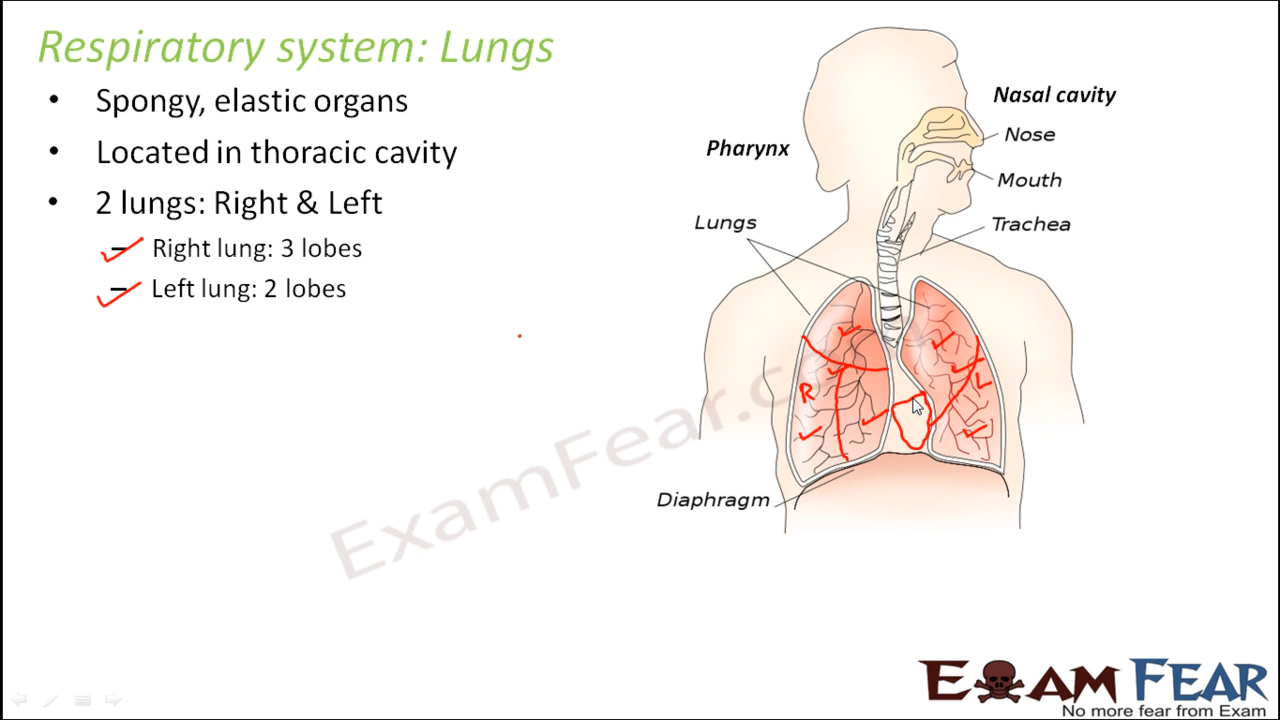 Respiratory system: Lungs
• Spongy, elastic organs
• Located in thoracic cavity
• 2 lungs: Right & Left
– Right lung: 3 lobes
– Left lung: 2 lobes
Nasal cavity
Nose
Pharynx
Mouth
Lungs
Trachea
R
L
Diaphragm
ExamFear.com
EXAM FEAR
No more fear from Exam